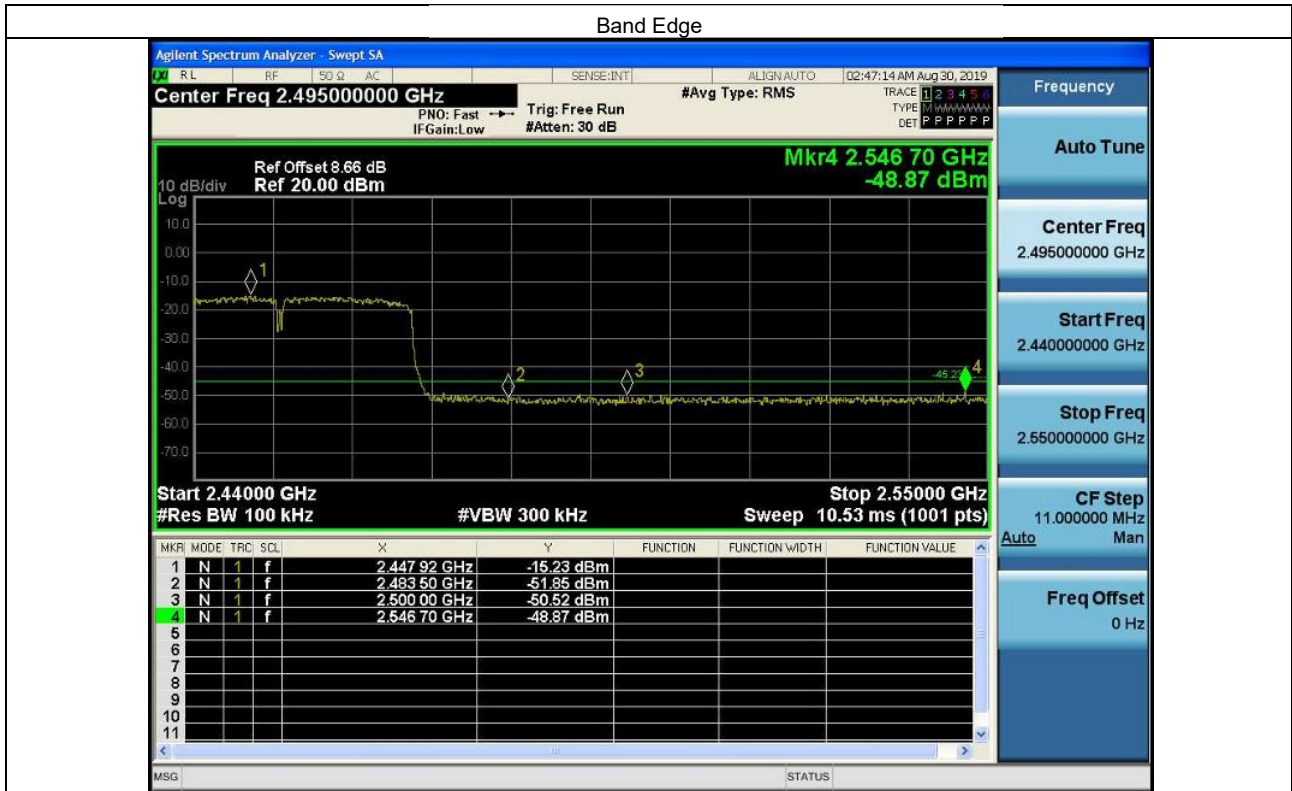 Band Edge
Agilent Spectrum Analyzer - Swept SA
LXI RL RF 50 Ω AC SENSE:INT ALIGN AUTO 02:47:14 AM Aug 30, 2019
Center Freq 2.495000000 GHz #Avg Type: RMS TRACE 1 2 3 4 5 6
PNO: Fast Trig: Free Run TYPE M W W W W W
IFGain:Low #Atten: 30 dB DET P P P P P P
Frequency
Auto Tune
Center Freq
2.495000000 GHz
Start Freq
2.440000000 GHz
Stop Freq
2.550000000 GHz
CF Step
11.000000 MHz
Auto Man
Freq Offset
0 Hz
Mkr4 2.546 70 GHz
-48.87 dBm
Ref Offset 8.66 dB
10 dB/div Ref 20.00 dBm
Log
10.0
0.00
-10.0
-20.0
-30.0
-40.0
-50.0
-60.0
-70.0
1
2
3
4
Start 2.44000 GHz Stop 2.55000 GHz
#Res BW 100 kHz #VBW 300 kHz Sweep 10.53 ms (1001 pts)
MKR MODE TRC SCL X Y FUNCTION FUNCTION WIDTH FUNCTION VALUE
1 N 1 f 2.447 92 GHz -15.23 dBm
2 N 1 f 2.483 50 GHz -51.85 dBm
3 N 1 f 2.500 00 GHz -50.52 dBm
4 N 1 f 2.546 70 GHz -48.87 dBm
5
6
7
8
9
10
11
MSG STATUS